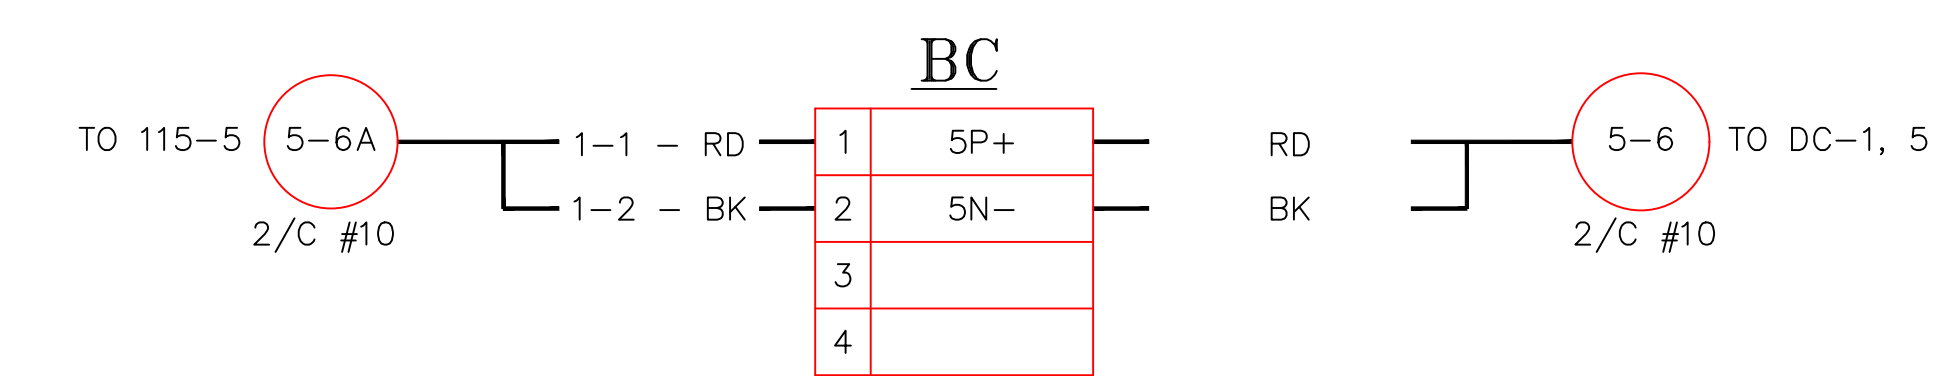 BC
TO 115-5 5-6A 1-1 - RD 1 5P+ RD 5-6 TO DC-1, 5
1-2 - BK 2 5N- BK
2/C #10 2/C #10
3
4